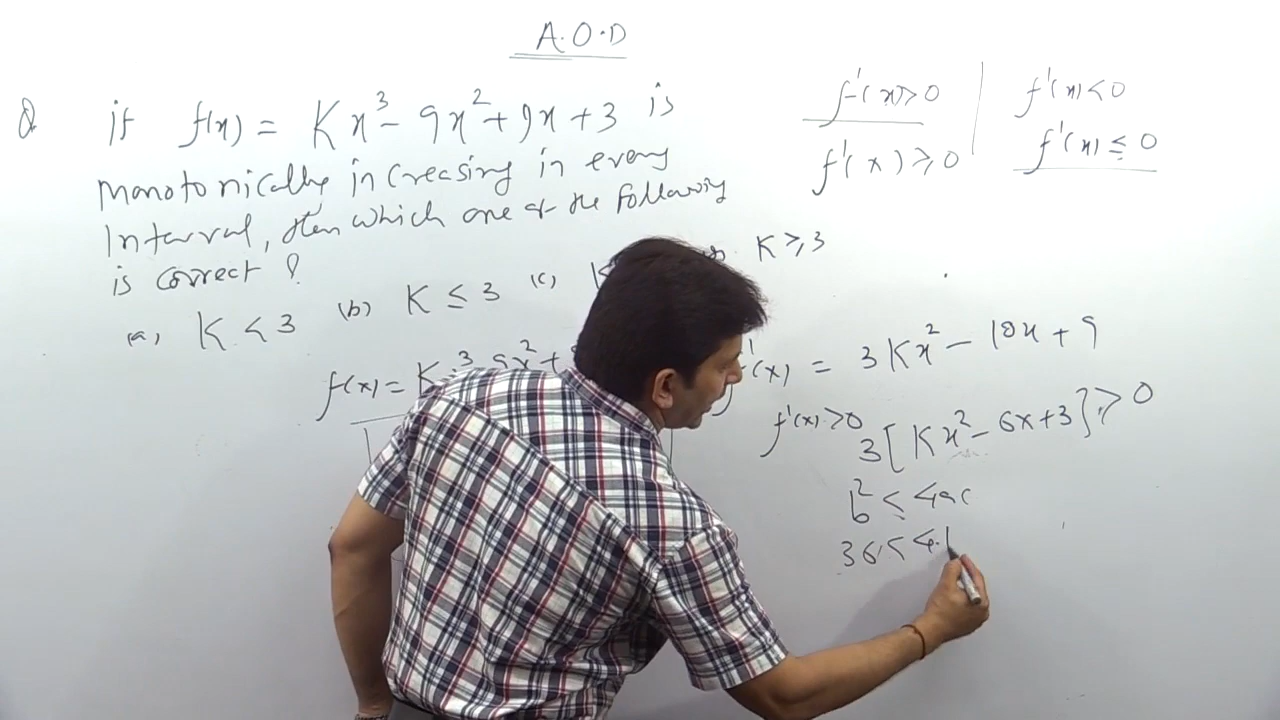 A.O.D
Q if f(x) = Kx³ - 9x² + 9x + 3 is
monotonically increasing in every
Interval, then which one of the following
is correct ?
(a) K < 3 (b) K ≤ 3 (c) K K ≥ 3
f'(x) > 0 f'(x) < 0
f'(x) ≥ 0 f'(x) ≤ 0
f(x) = Kx³ - 9x² +
f'(x) = 3Kx² - 18x + 9
f'(x) > 0 3[Kx² - 6x + 3] ≥ 0
b² ≤ 4ac
36 ≤ 4.